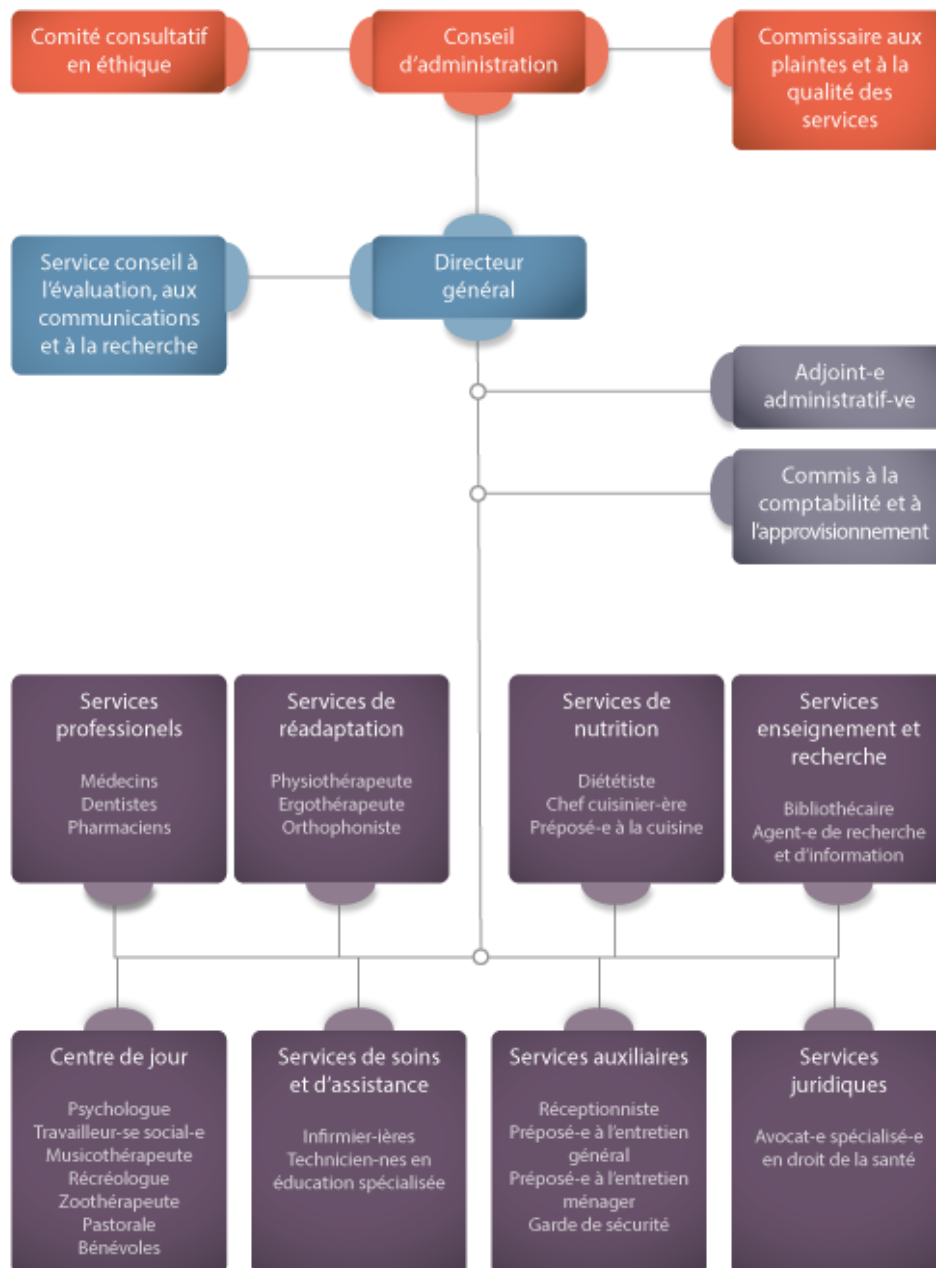 Comité consultatif
en éthique
Conseil
d'administration
Commissaire aux
plaintes et à la
qualité des
services
Service conseil à
l'évaluation, aux
communications
et à la recherche
Directeur
général
Adjoint-e
administratif-ve
Commis à la
comptabilité et à
l'approvisionnement
Services
professionels
Médecins
Dentistes
Pharmaciens
Services de
réadaptation
Physiothérapeute
Ergothérapeute
Orthophoniste
Services de
nutrition
Diététiste
Chef cuisinier-ère
Préposé-e à la cuisine
Services
enseignement et
recherche
Bibliothécaire
Agent-e de recherche
et d'information
Centre de jour
Psychologue
Travailleur-se social-e
Musicothérapeute
Récréologue
Zoothérapeute
Pastorale
Bénévoles
Services de soins
et d'assistance
Infirmier-ières
Technicien-nes en
éducation spécialisée
Services auxiliaires
Réceptionniste
Préposé-e à l'entretien
général
Préposé-e à l'entretien
ménager
Garde de sécurité
Services
juridiques
Avocat-e spécialisé-e
en droit de la santé